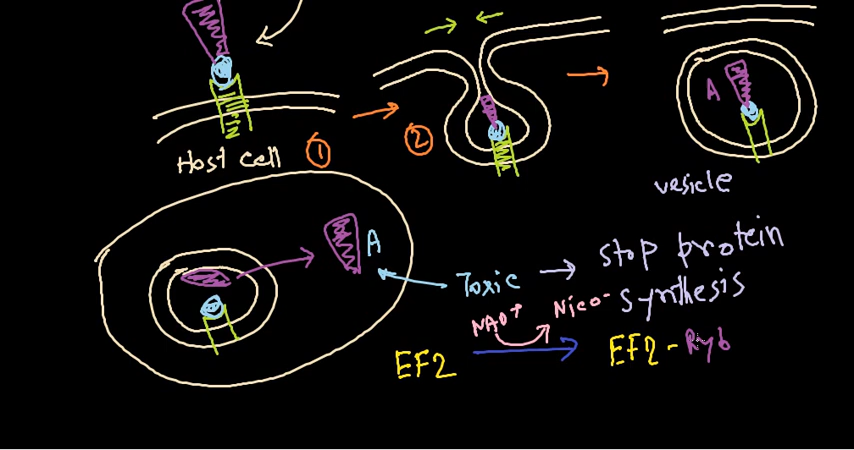 Host cell ①
②
A
vesicle
A
Toxic → stop protein
synthesis
NAD+ Nico-
EF2 → EF2 - Ryb